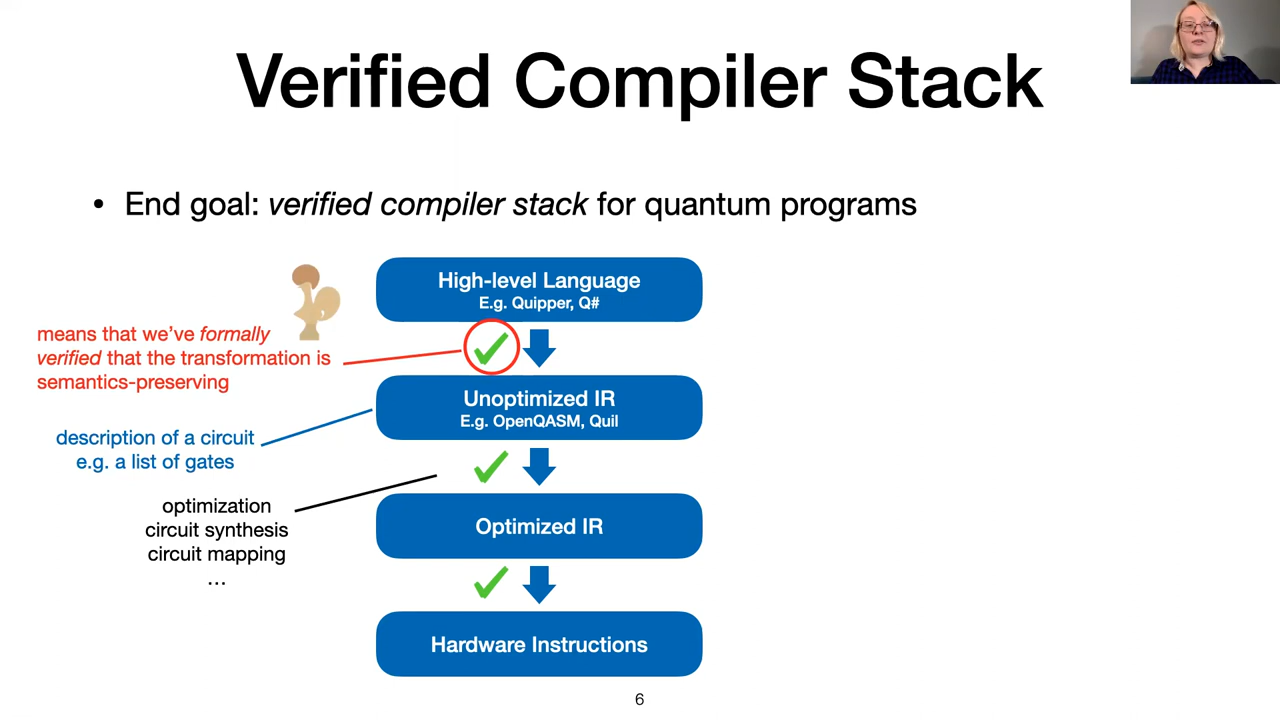 Verified Compiler Stack
• End goal: verified compiler stack for quantum programs
High-level Language
E.g. Quipper, Q#
means that we've formally
verified that the transformation is
semantics-preserving
Unoptimized IR
E.g. OpenQASM, Quil
description of a circuit
e.g. a list of gates
optimization
circuit synthesis
circuit mapping
...
Optimized IR
Hardware Instructions
6